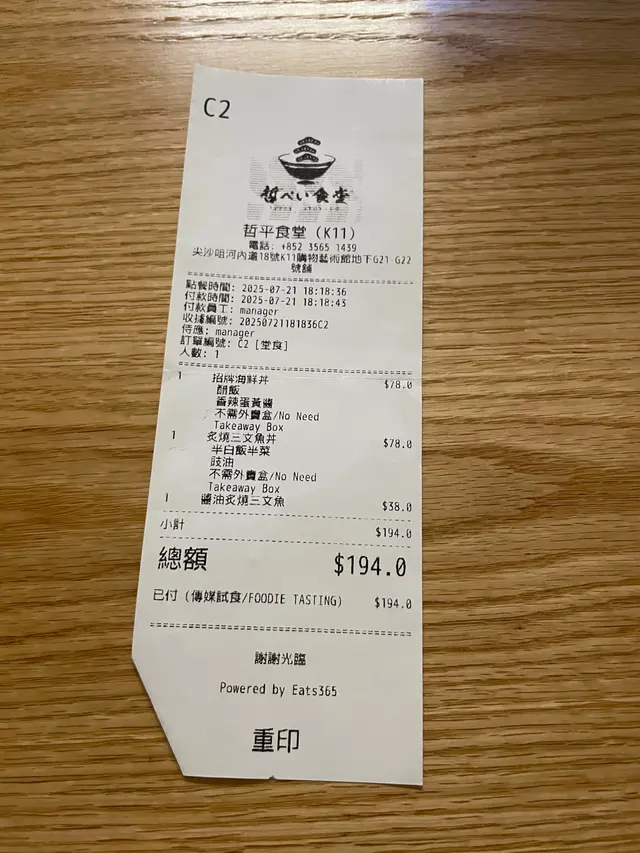 C2
哲ぺい食堂
哲平食堂 (K11)
電話: +852 3565 1439
尖沙咀河內道18號K11購物藝術館地下G21-G22
號舖
點餐時間: 2025-07-21 18:18:36
付款時間: 2025-07-21 18:18:43
付款員工: manager
收據編號: 20250721181836C2
侍應: manager
訂單編號: C2 [堂食]
人數: 1
1 招牌海鮮丼 $78.0
醋飯
香辣蛋黃醬
不需外賣盒/No Need
Takeaway Box
1 炙燒三文魚丼 $78.0
半白飯半菜
豉油
不需外賣盒/No Need
Takeaway Box
1 醬油炙燒三文魚 $38.0
小計 $194.0
總額 $194.0
已付 (傳媒試食/FOODIE TASTING) $194.0
謝謝光臨
Powered by Eats365
重印